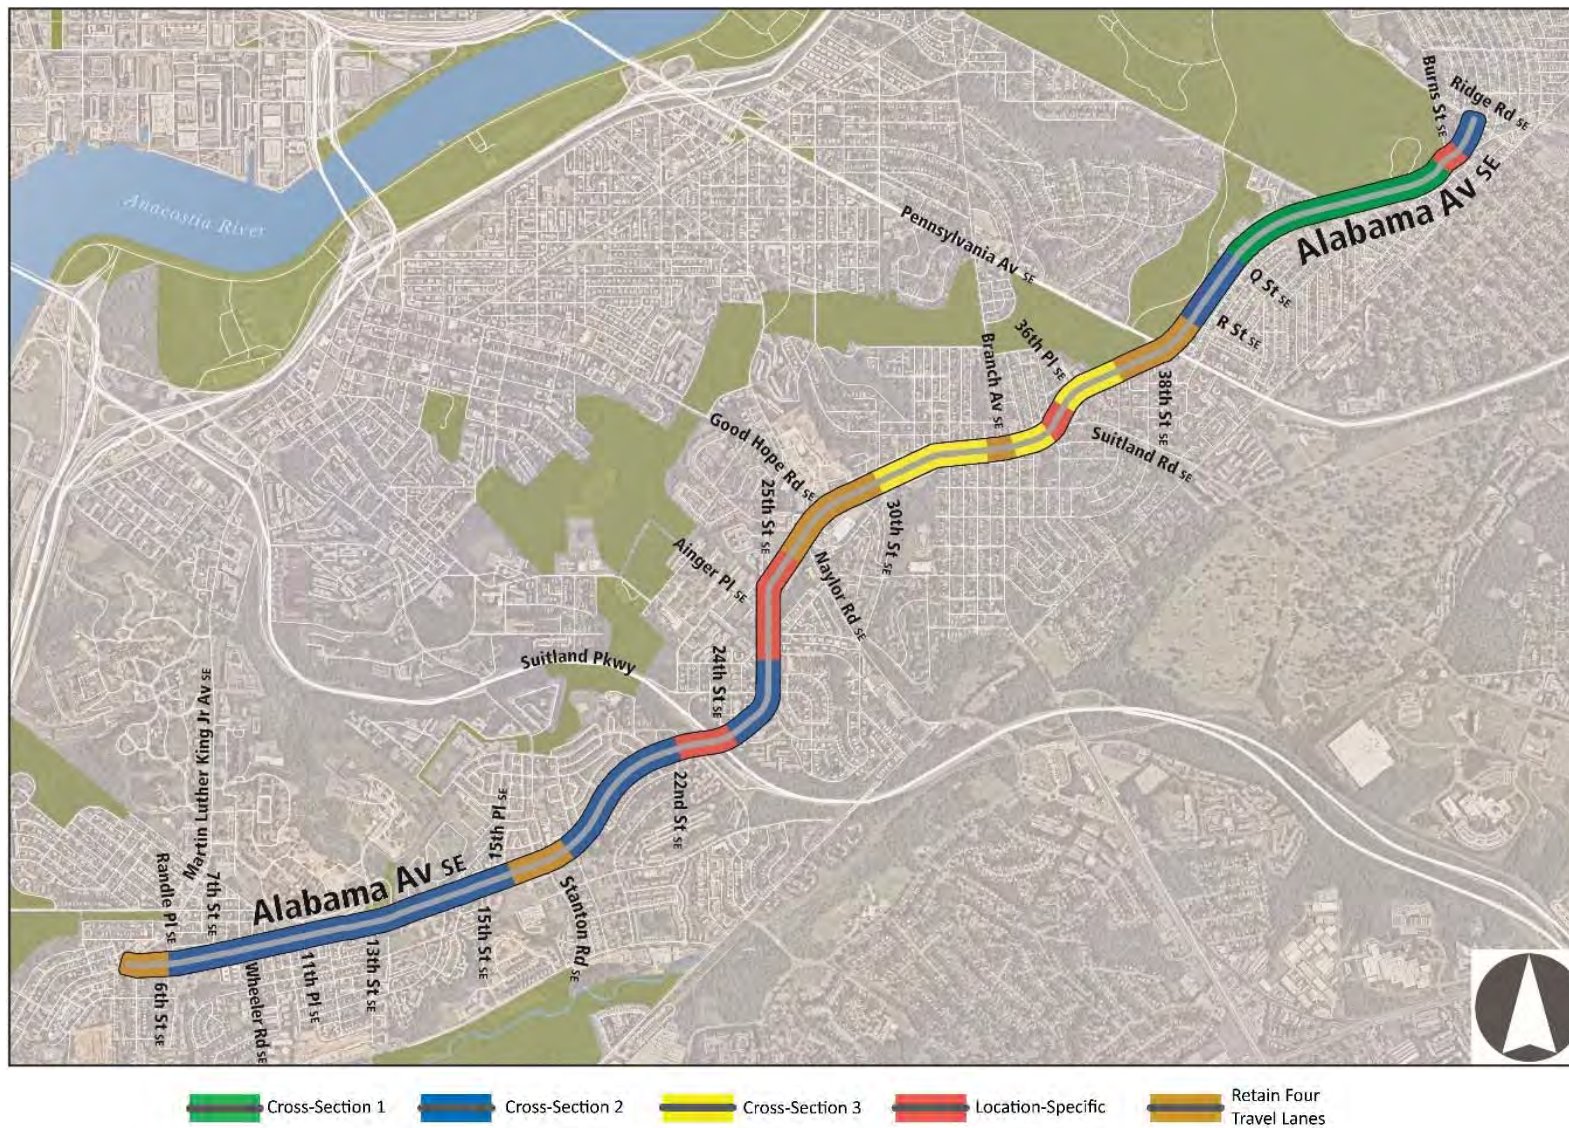 Burns St SE
Ridge Rd SE
Alabama Av SE
Anacostia River
Pennsylvania Av SE
Q St SE
R St SE
36th Pl SE
Branch Av SE
38th St SE
Suitland Rd SE
Good Hope Rd SE
25th St SE
30th St SE
Ainger Pl SE
Naylor Rd SE
24th St SE
Suitland Pkwy
Martin Luther King Jr Av SE
22nd St SE
15th Pl SE
Randle Pl SE
7th St SE
Alabama Av SE
Stanton Rd SE
15th St SE
13th St SE
11th Pl SE
Wheeler Rd SE
6th St SE
Cross-Section 1
Cross-Section 2
Cross-Section 3
Location-Specific
Retain Four
Travel Lanes